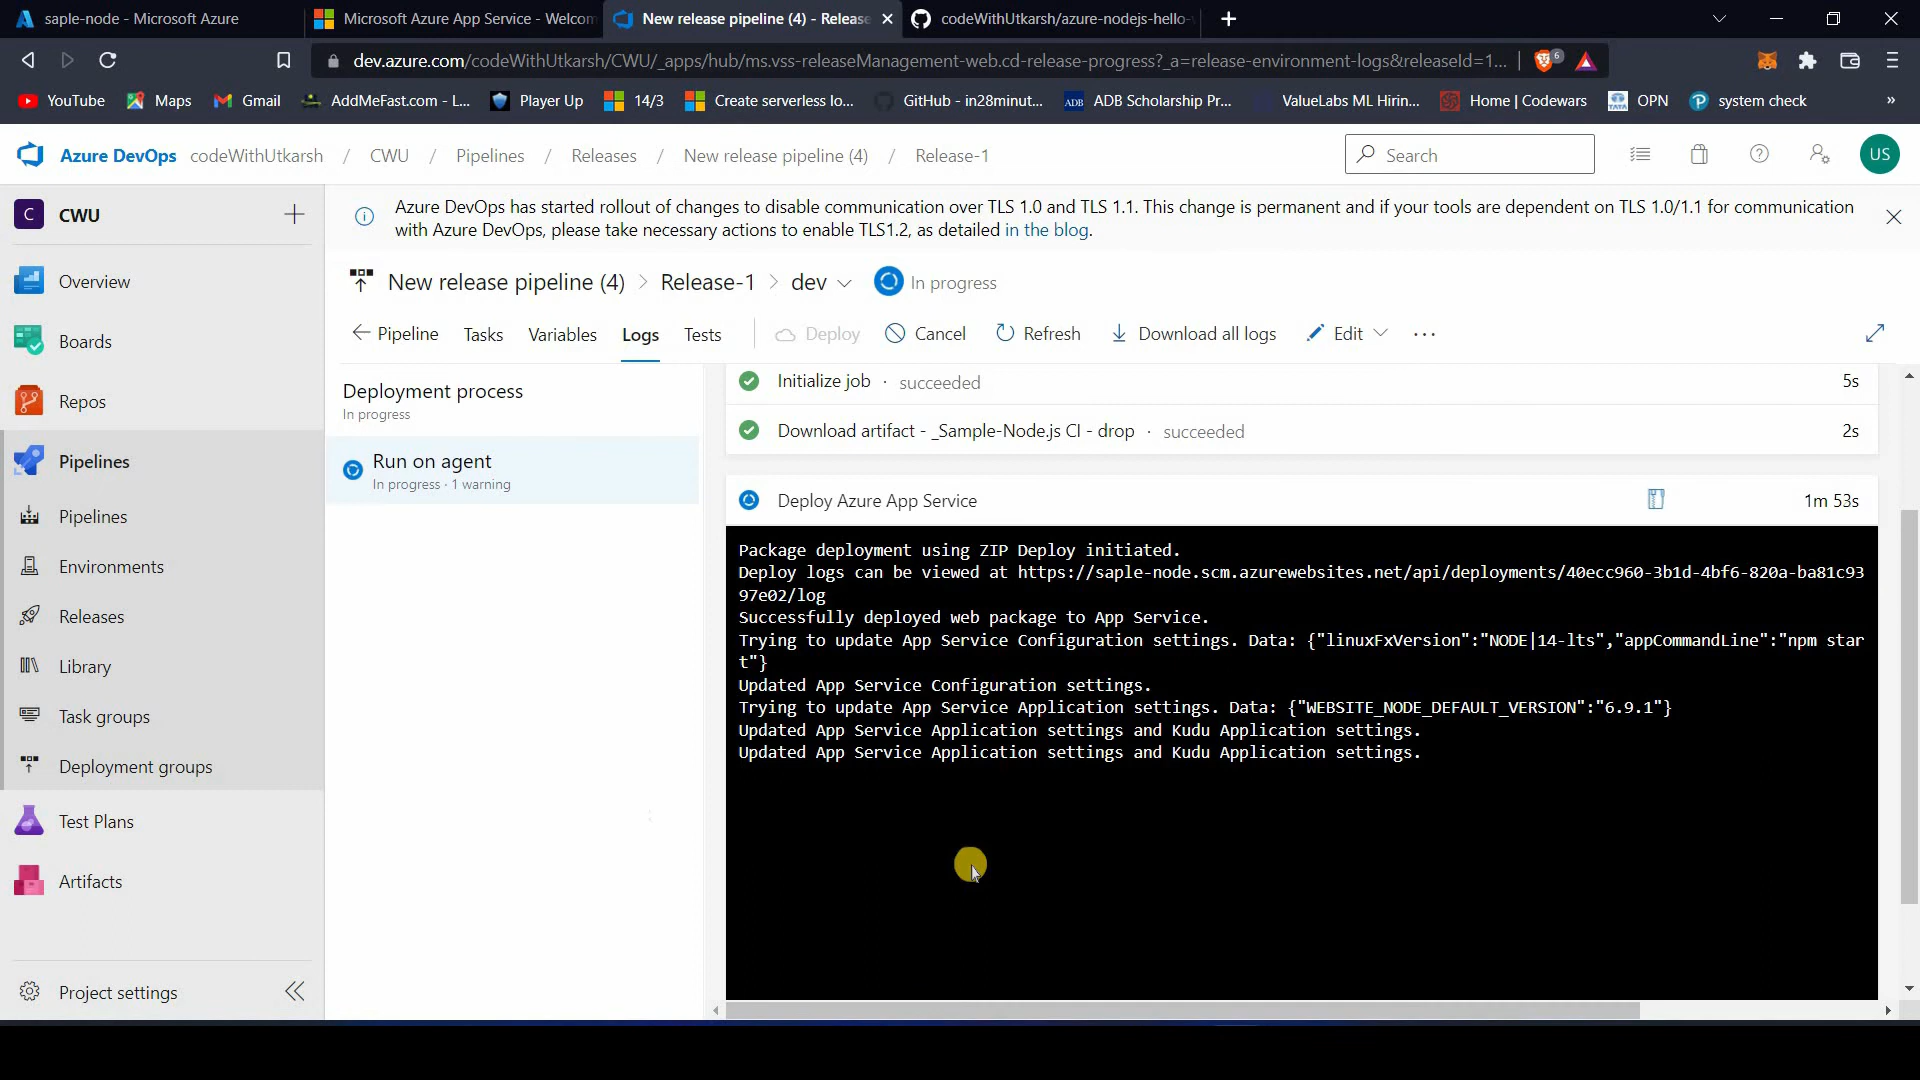 saple-node - Microsoft Azure
Microsoft Azure App Service - Welcom
New release pipeline (4) - Release
codeWithUtkarsh/azure-nodejs-hello-
dev.azure.com/codeWithUtkarsh/CWU/_apps/hub/ms.vss-releaseManagement-web.cd-release-progress?_a=release-environment-logs&releaseId=1...
6
YouTube
Maps
Gmail
AddMeFast.com - L...
Player Up
14/3
Create serverless lo...
GitHub - in28minut...
ADB
ADB Scholarship Pr...
ValueLabs ML Hirin...
Home | Codewars
TATA
OPN
system check
»
Azure DevOps codeWithUtkarsh / CWU / Pipelines / Releases / New release pipeline (4) / Release-1
Search
US
C
CWU
Azure DevOps has started rollout of changes to disable communication over TLS 1.0 and TLS 1.1. This change is permanent and if your tools are dependent on TLS 1.0/1.1 for communication
with Azure DevOps, please take necessary actions to enable TLS1.2, as detailed in the blog.
New release pipeline (4) > Release-1 > dev
In progress
Pipeline
Tasks
Variables
Logs
Tests
Deploy
Cancel
Refresh
Download all logs
Edit
...
Overview
Boards
Repos
Pipelines
Pipelines
Environments
Releases
Library
Task groups
Deployment groups
Test Plans
Artifacts
Project settings
Deployment process
In progress
Run on agent
In progress · 1 warning
Initialize job · succeeded
5s
Download artifact - _Sample-Node.js CI - drop · succeeded
2s
Deploy Azure App Service
1m 53s
Package deployment using ZIP Deploy initiated.
Deploy logs can be viewed at https://saple-node.scm.azurewebsites.net/api/deployments/40ecc960-3b1d-4bf6-820a-ba81c93
97e02/log
Successfully deployed web package to App Service.
Trying to update App Service Configuration settings. Data: {"linuxFxVersion":"NODE|14-lts","appCommandLine":"npm star
t"}
Updated App Service Configuration settings.
Trying to update App Service Application settings. Data: {"WEBSITE_NODE_DEFAULT_VERSION":"6.9.1"}
Updated App Service Application settings and Kudu Application settings.
Updated App Service Application settings and Kudu Application settings.